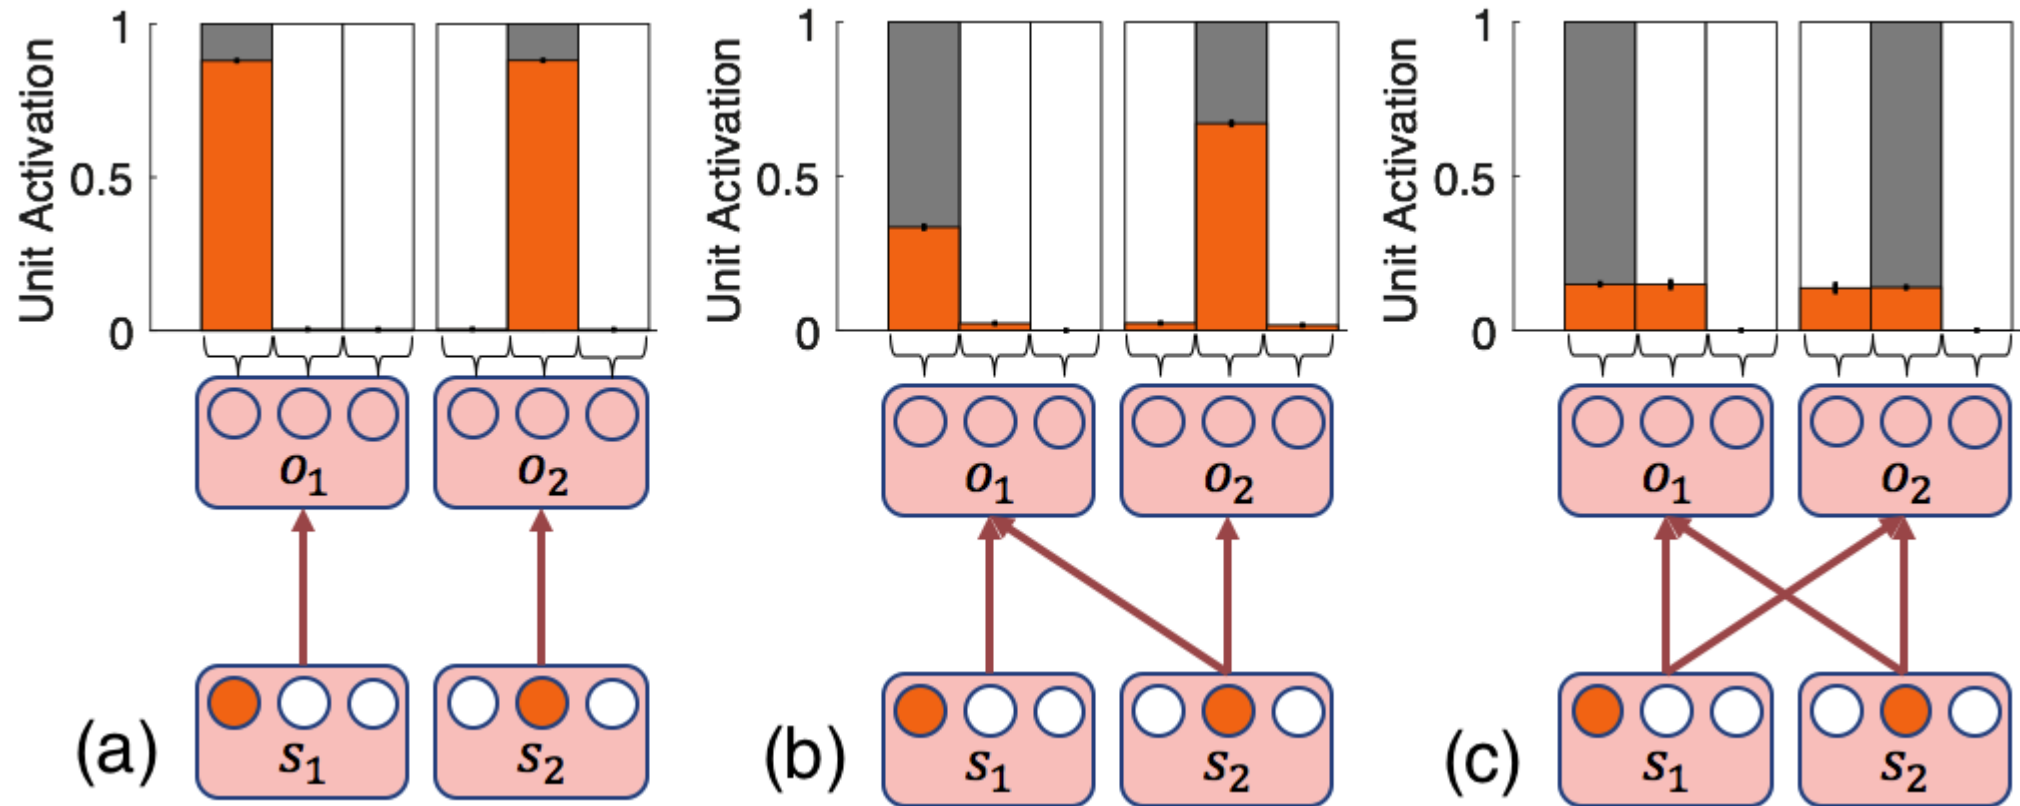 Unit Activation
1
0.5
0
o1
o2
s1
s2
(a)
Unit Activation
1
0.5
0
o1
o2
s1
s2
(b)
Unit Activation
1
0.5
0
o1
o2
s1
s2
(c)